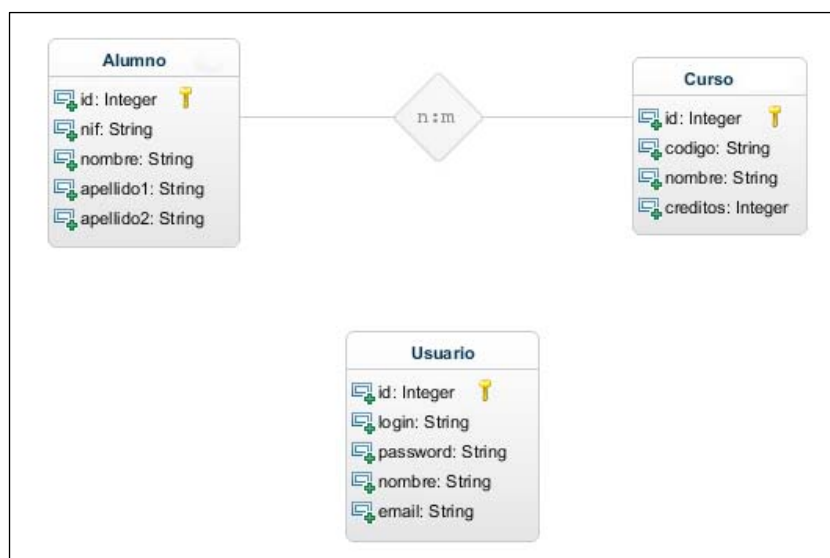 Alumno
id: Integer
nif: String
nombre: String
apellido1: String
apellido2: String
n:m
Curso
id: Integer
codigo: String
nombre: String
creditos: Integer
Usuario
id: Integer
login: String
password: String
nombre: String
email: String